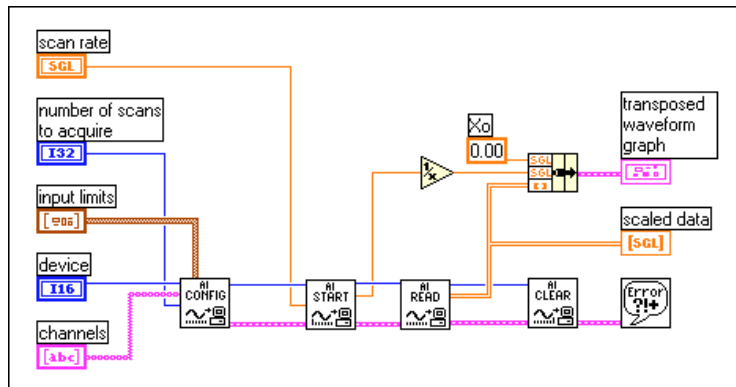 scan rate
SGL
number of scans
to acquire
I32
input limits
device
I16
channels
[abc]
AI
CONFIG
AI
START
AI
READ
AI
CLEAR
1/x
Xo
0.00
SGL
SGL
transposed
waveform
graph
scaled data
[SGL]
Error
?!+